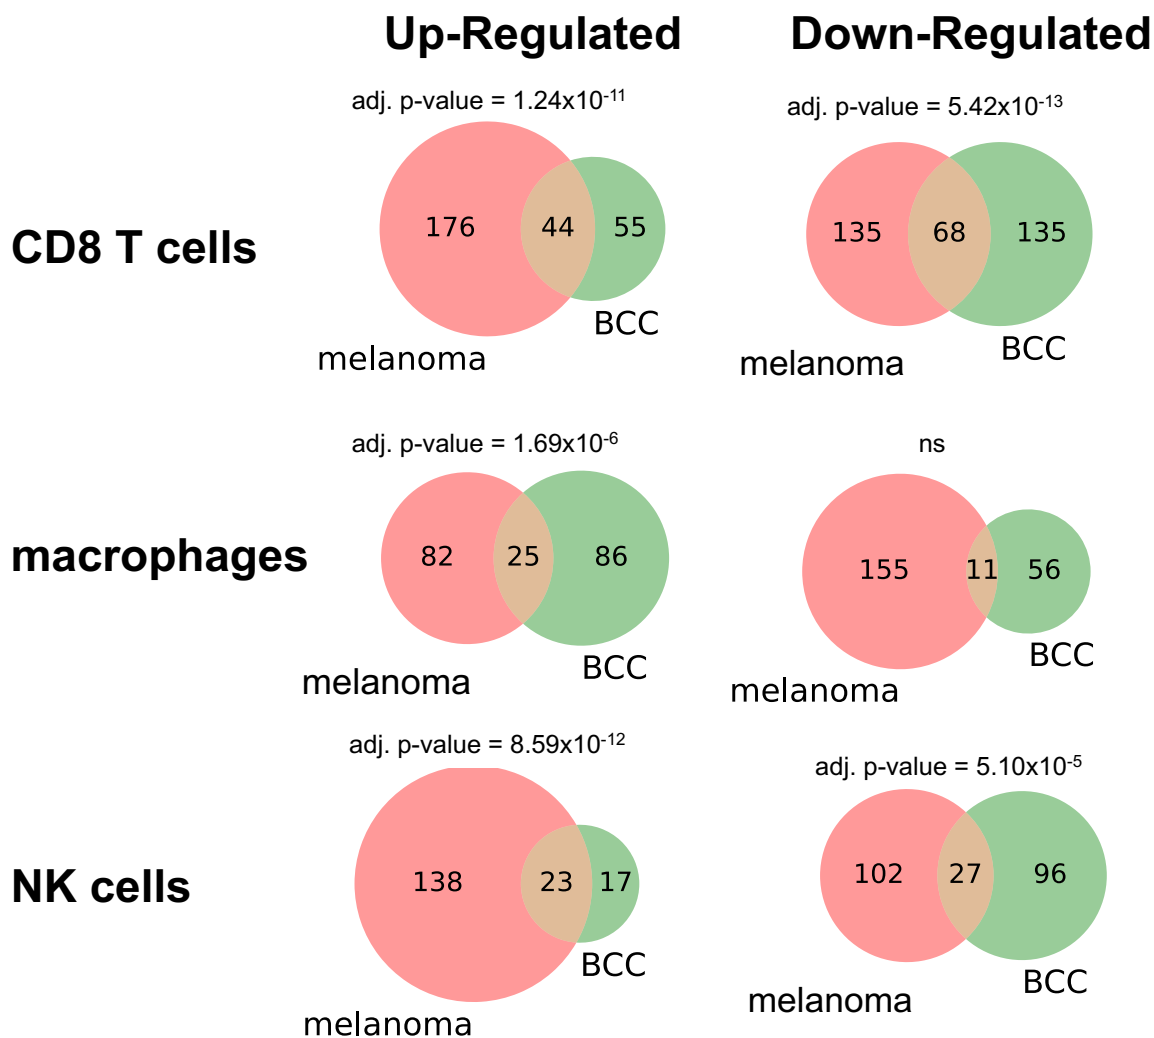 Up-Regulated Down-Regulated
adj. p-value = 1.24x10⁻¹¹ adj. p-value = 5.42x10⁻¹³
CD8 T cells 176 44 55 135 68 135
BCC BCC
melanoma melanoma
adj. p-value = 1.69x10⁻⁶ ns
macrophages 82 25 86 155 11 56
BCC BCC
melanoma melanoma
adj. p-value = 8.59x10⁻¹² adj. p-value = 5.10x10⁻⁵
NK cells 138 23 17 102 27 96
BCC BCC
melanoma melanoma